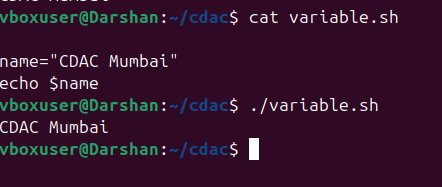 vboxuser@Darshan:~/cdac$ cat variable.sh
name="CDAC Mumbai"
echo $name
vboxuser@Darshan:~/cdac$ ./variable.sh
CDAC Mumbai
vboxuser@Darshan:~/cdac$